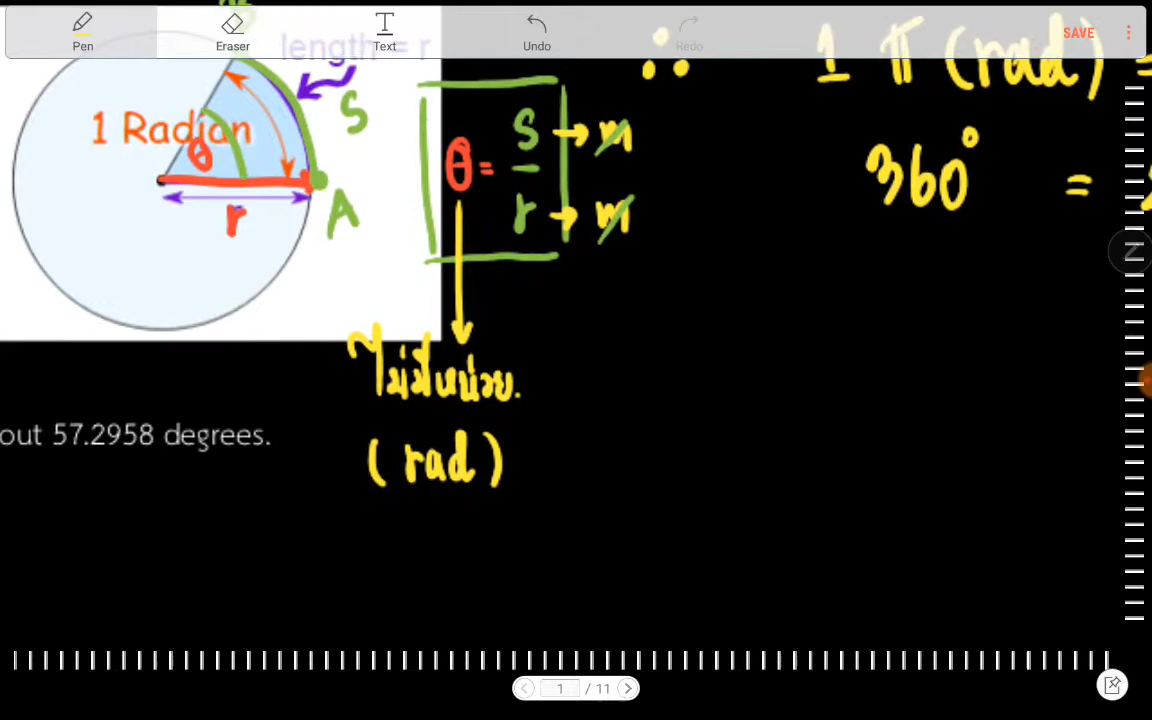 Pen
Eraser
Text
Undo
Redo
SAVE
length = r
1 Radian
θ
S
r
A
θ = s/r
→ m
→ m
ไม่มีหน่วย.
(rad)
out 57.2958 degrees.
∴ 1 π (rad) =
360° =
1 / 11